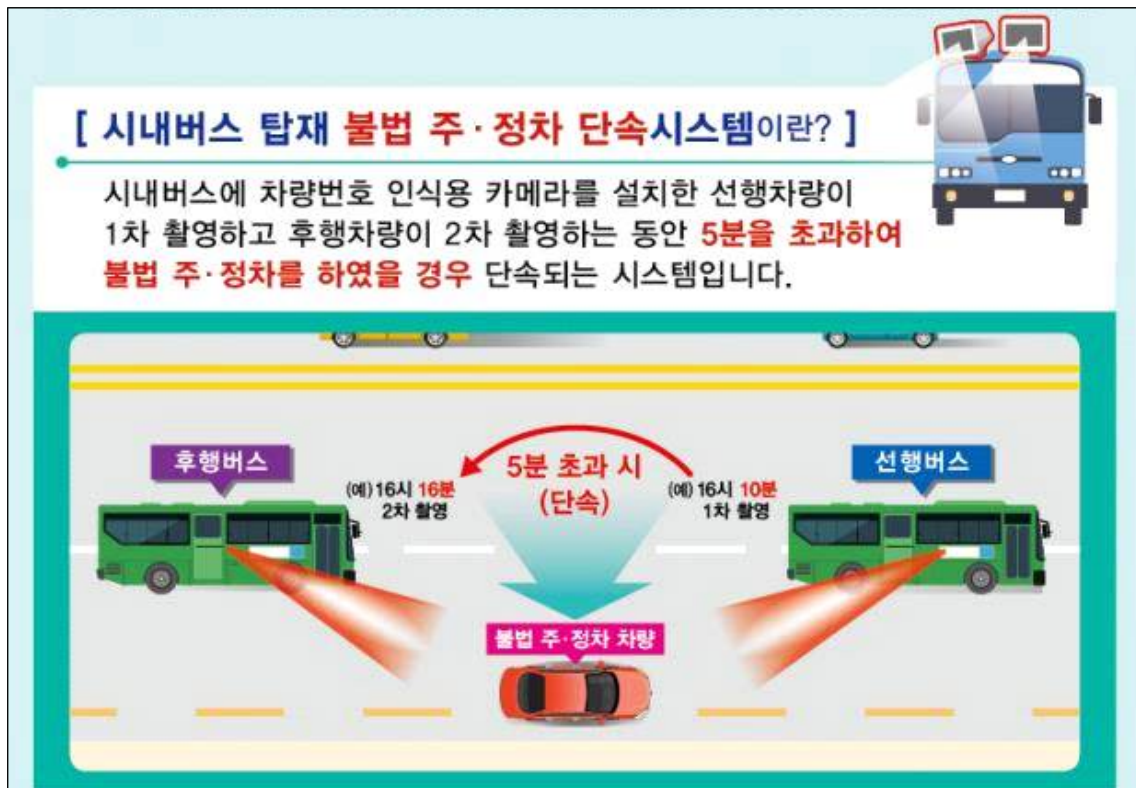 [ 시내버스 탑재 불법 주·정차 단속시스템이란? ]
시내버스에 차량번호 인식용 카메라를 설치한 선행차량이
1차 촬영하고 후행차량이 2차 촬영하는 동안 5분을 초과하여
불법 주·정차를 하였을 경우 단속되는 시스템입니다.
후행버스
(예) 16시 16분
2차 촬영
5분 초과 시
(단속)
(예) 16시 10분
1차 촬영
선행버스
불법 주·정차 차량